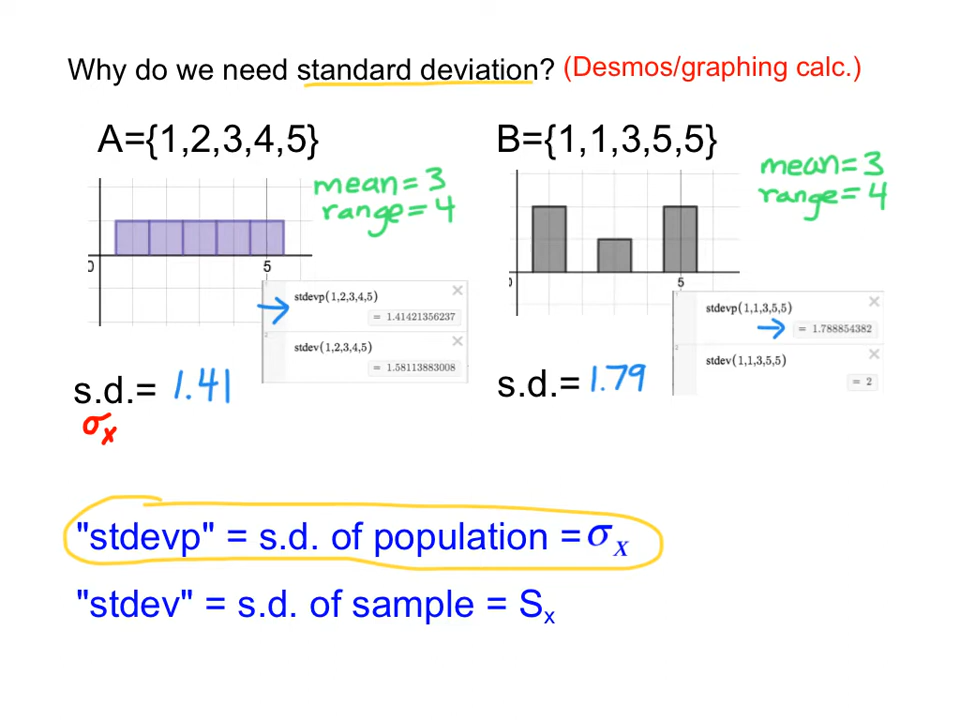 Why do we need standard deviation? (Desmos/graphing calc.)
A={1,2,3,4,5}
mean = 3
range = 4
0
5
stdevp(1,2,3,4,5)
= 1.41421356237
2
stdev(1,2,3,4,5)
= 1.58113883008
s.d.= 1.41
σx
B={1,1,3,5,5}
mean = 3
range = 4
0
5
stdevp(1,1,3,5,5)
= 1.788854382
2
stdev(1,1,3,5,5)
= 2
s.d.= 1.79
"stdevp" = s.d. of population = σx
"stdev" = s.d. of sample = Sx